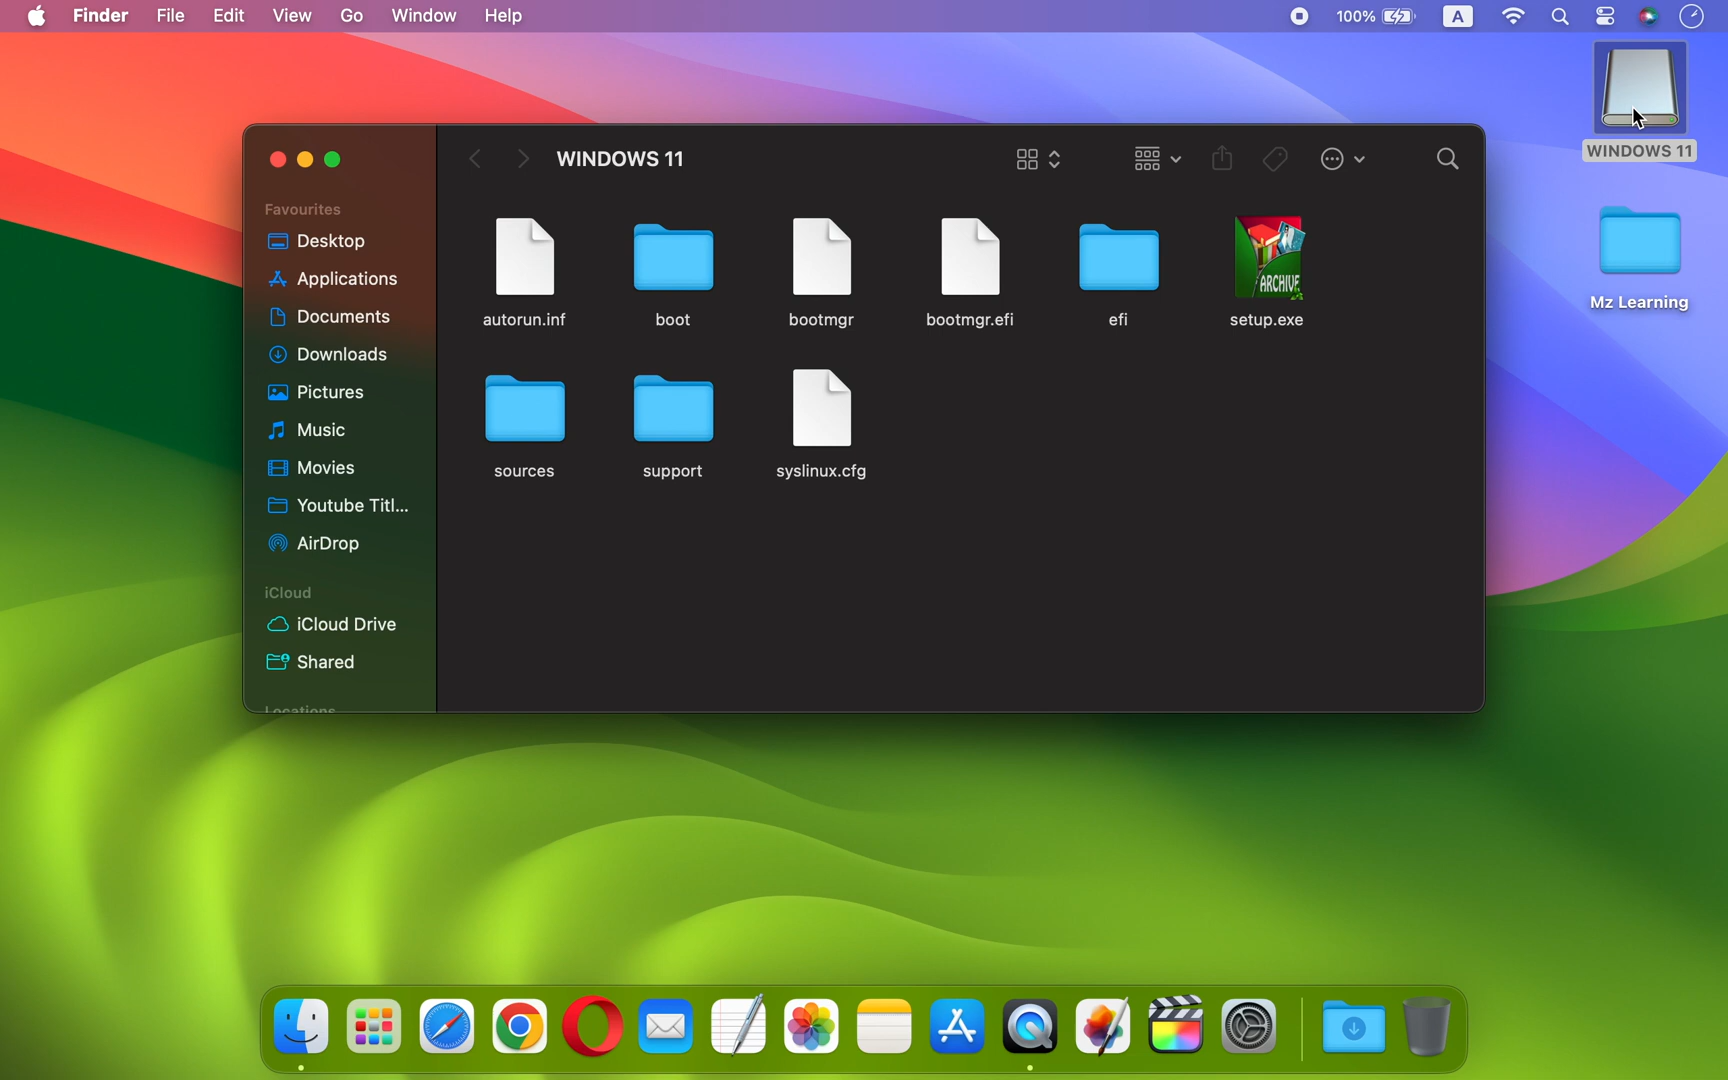 Finder File Edit View Go Window Help 100% A
WINDOWS 11
WINDOWS 11
Mz Learning
Favourites
Desktop
Applications
Documents
Downloads
Pictures
Music
Movies
Youtube Titl...
AirDrop
iCloud
iCloud Drive
Shared
Locations
autorun.inf boot bootmgr bootmgr.efi efi setup.exe
ARCHIVE
sources support syslinux.cfg